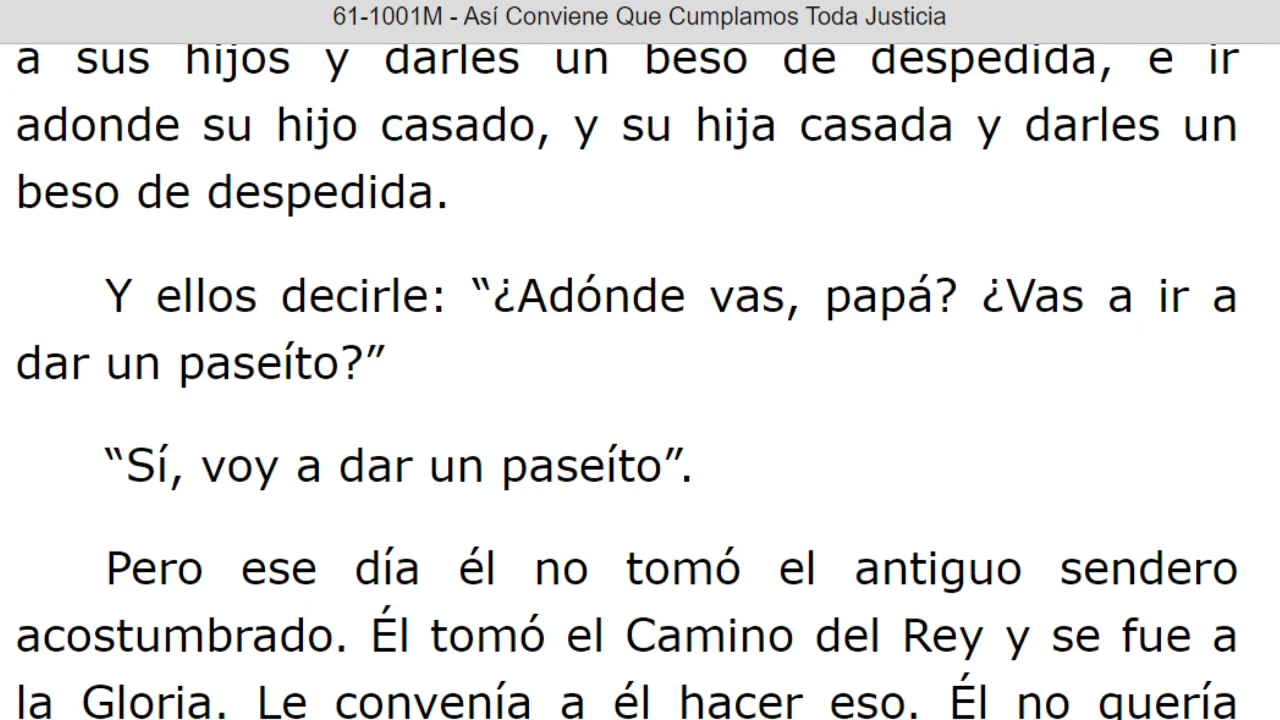 61-1001M - Así Conviene Que Cumplamos Toda Justicia
a sus hijos y darles un beso de despedida, e ir
adonde su hijo casado, y su hija casada y darles un
beso de despedida.
Y ellos decirle: “¿Adónde vas, papá? ¿Vas a ir a
dar un paseíto?”
“Sí, voy a dar un paseíto”.
Pero ese día él no tomó el antiguo sendero
acostumbrado. Él tomó el Camino del Rey y se fue a
la Gloria. Le convenía a él hacer eso. Él no quería